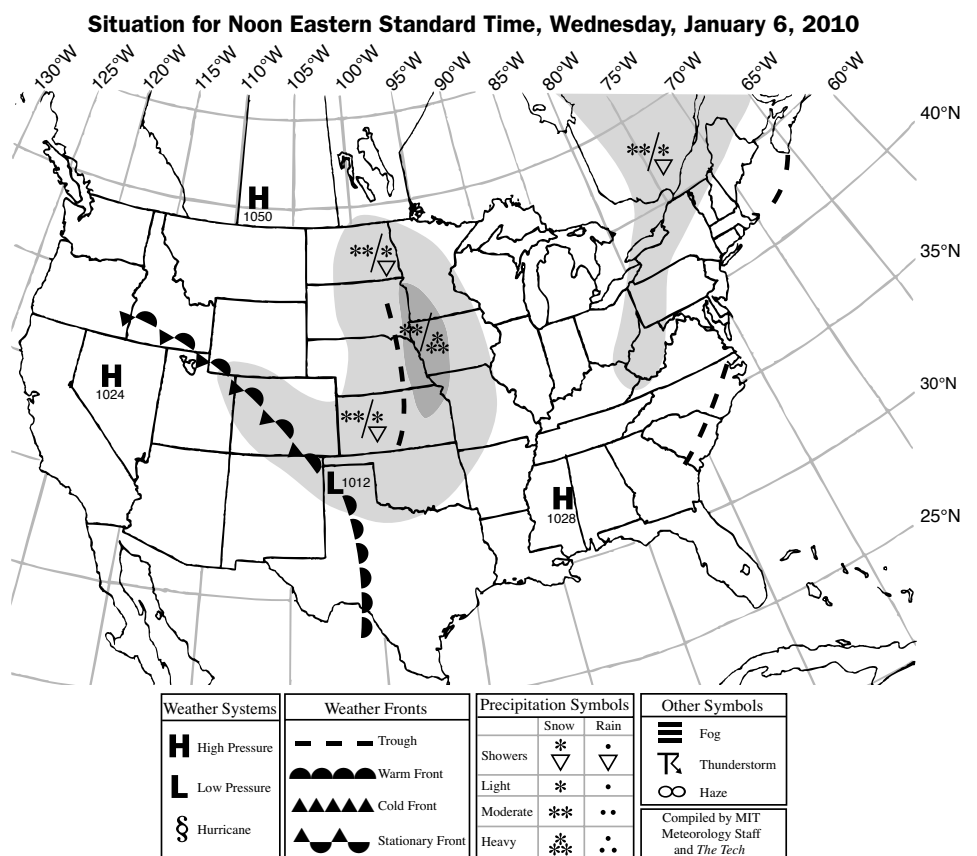 Situation for Noon Eastern Standard Time, Wednesday, January 6, 2010
130°W 125°W 120°W 115°W 110°W 105°W 100°W 95°W 90°W 85°W 80°W 75°W 70°W 65°W 60°W
40°N
35°N
30°N
25°N
H
1050
H
1024
L 1012
H
1028
Weather Systems
H High Pressure
L Low Pressure
§ Hurricane
Weather Fronts
Trough
Warm Front
Cold Front
Stationary Front
Precipitation Symbols
Snow Rain
Showers
Light
Moderate
Heavy
Other Symbols
Fog
Thunderstorm
Haze
Compiled by MIT
Meteorology Staff
and The Tech